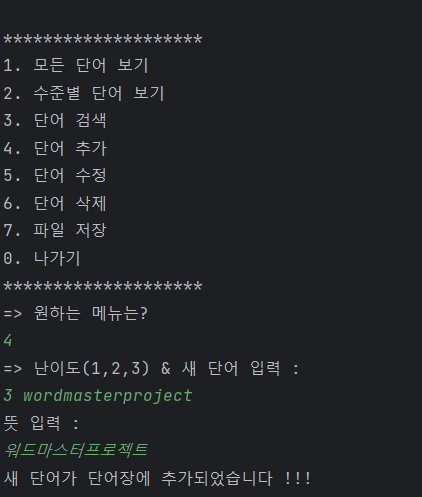 ********************
1. 모든 단어 보기
2. 수준별 단어 보기
3. 단어 검색
4. 단어 추가
5. 단어 수정
6. 단어 삭제
7. 파일 저장
0. 나가기
********************
=> 원하는 메뉴는?
4
=> 난이도(1,2,3) & 새 단어 입력 :
3 wordmasterproject
뜻 입력 :
워드마스터프로젝트
새 단어가 단어장에 추가되었습니다 !!!